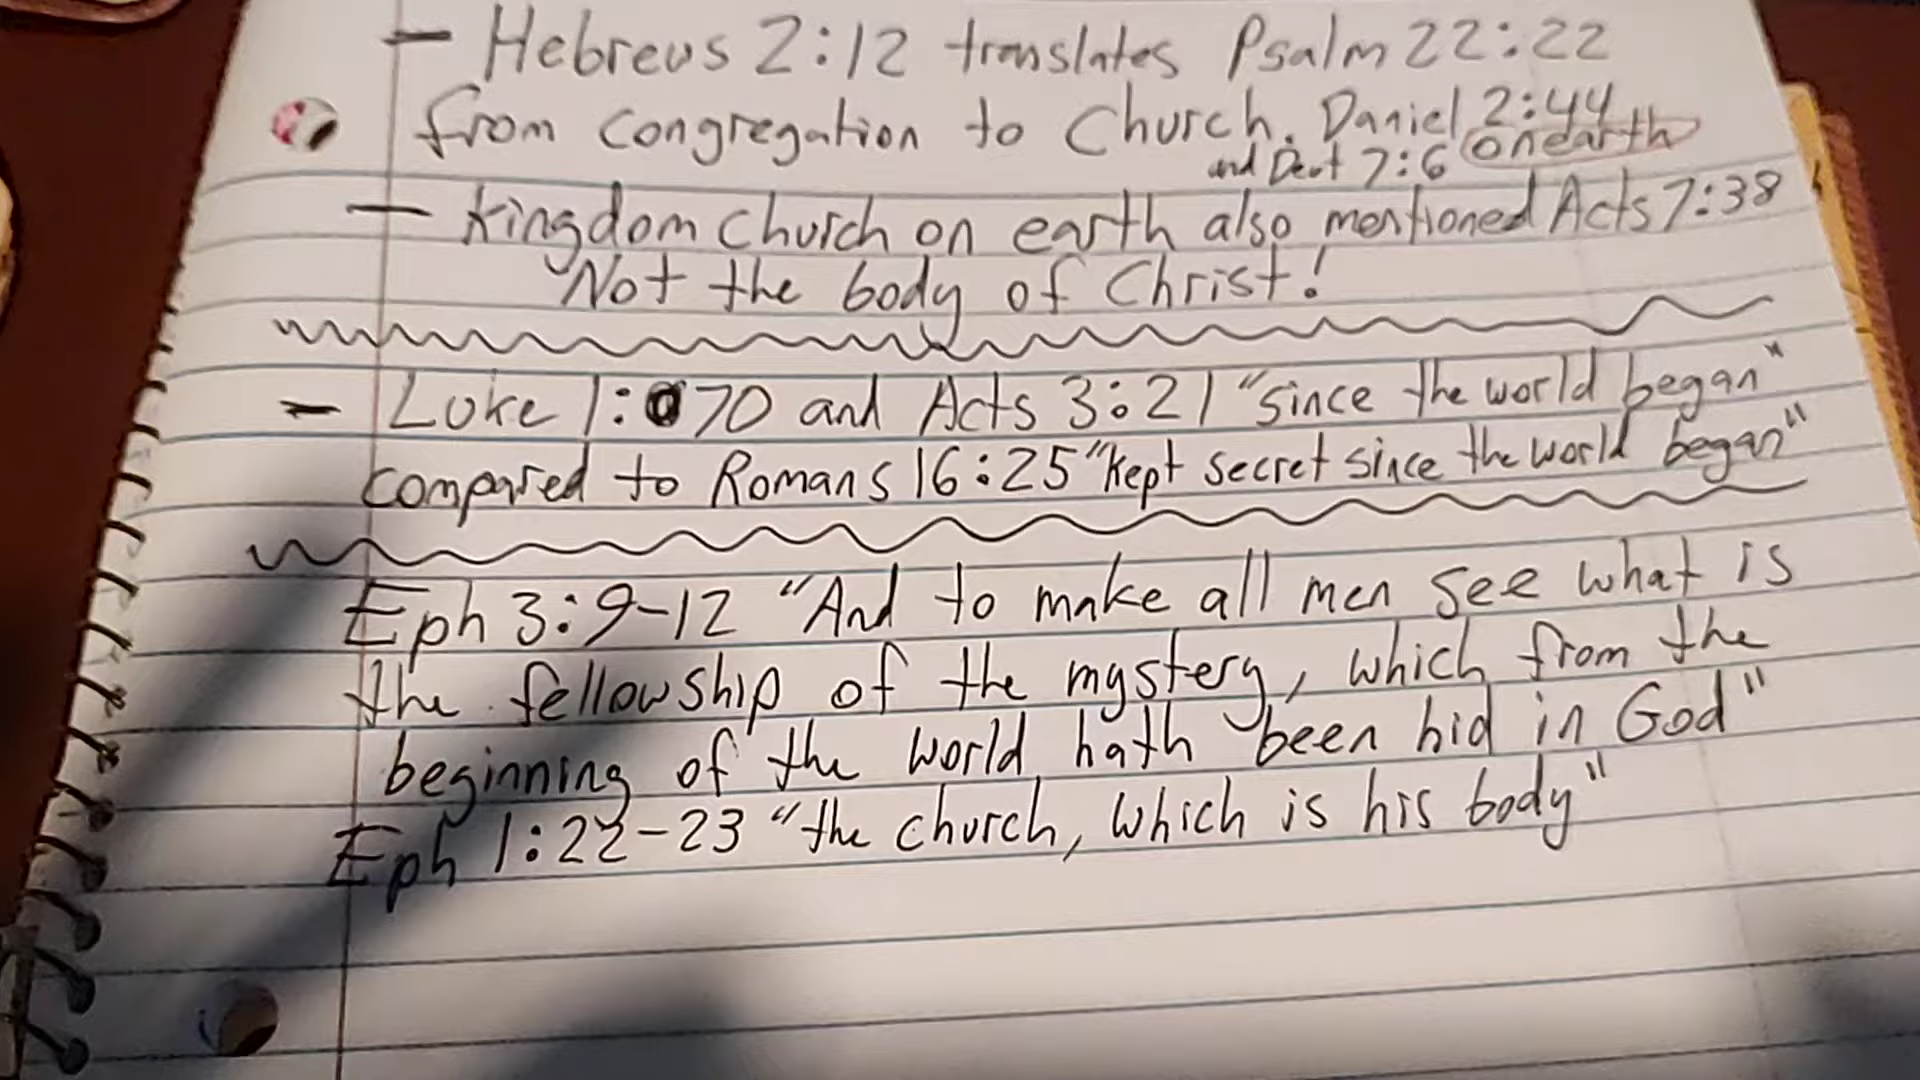 - Hebrews 2:12 translates Psalm 22:22
from congregation to Church. Daniel 2:44
and Deut 7:6 on earth
- Kingdom church on earth also mentioned Acts 7:38
Not the body of Christ!
- Luke 1:70 and Acts 3:21 "since the world began"
compared to Romans 16:25 "kept secret since the world began"
Eph 3:9-12 "And to make all men see what is
the fellowship of the mystery, which from the
beginning of the world hath been hid in God"
Eph 1:22-23 "the church, which is his body"